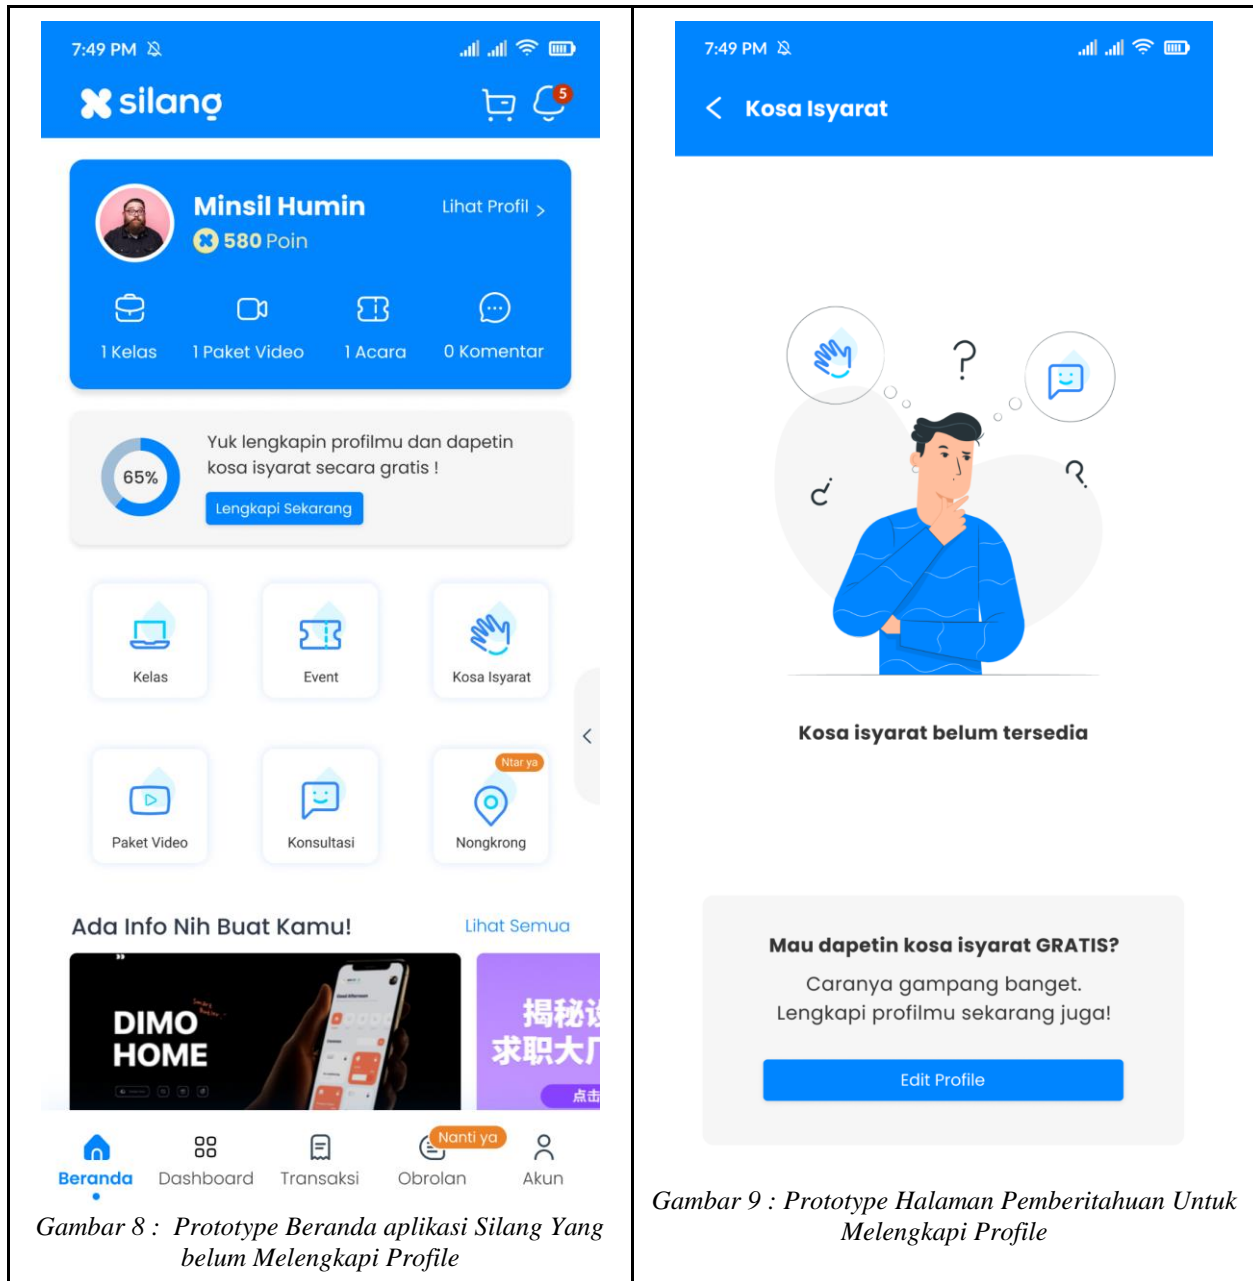 7:49 PM
silang
5
Minsil Humin
Lihat Profil >
580 Poin
1 Kelas
1 Paket Video
1 Acara
0 Komentar
65%
Yuk lengkapin profilmu dan dapetin
kosa isyarat secara gratis !
Lengkapi Sekarang
Kelas
Event
Kosa Isyarat
Ntar ya
Paket Video
Konsultasi
Nongkrong
Ada Info Nih Buat Kamu!
Lihat Semua
DIMO
HOME
揭秘
求职大厂
点击
Nanti ya
Beranda
Dashboard
Transaksi
Obrolan
Akun
Gambar 8 : Prototype Beranda aplikasi Silang Yang
belum Melengkapi Profile
7:49 PM
Kosa Isyarat
?
?
?
Kosa isyarat belum tersedia
Mau dapetin kosa isyarat GRATIS?
Caranya gampang banget.
Lengkapi profilmu sekarang juga!
Edit Profile
Gambar 9 : Prototype Halaman Pemberitahuan Untuk
Melengkapi Profile